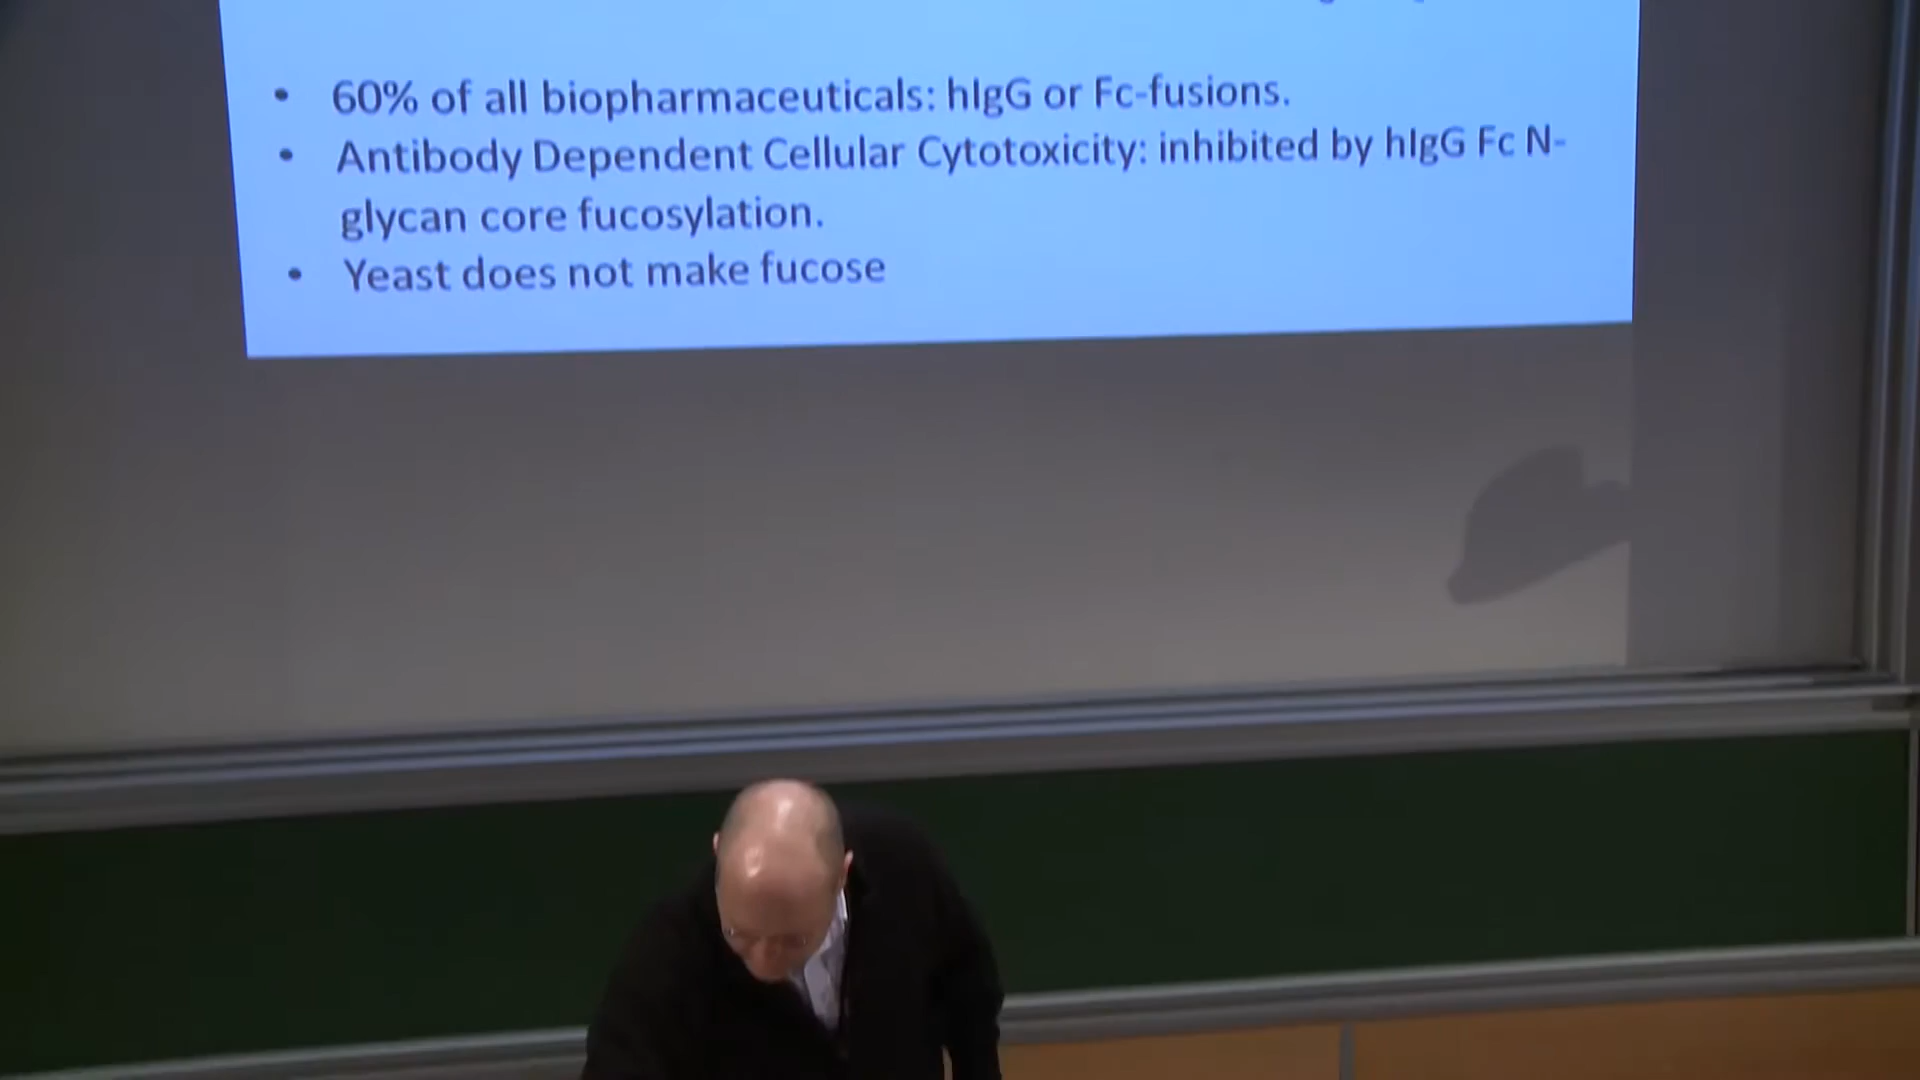 • 60% of all biopharmaceuticals: hIgG or Fc-fusions.
• Antibody Dependent Cellular Cytotoxicity: inhibited by hIgG Fc N-
glycan core fucosylation.
• Yeast does not make fucose